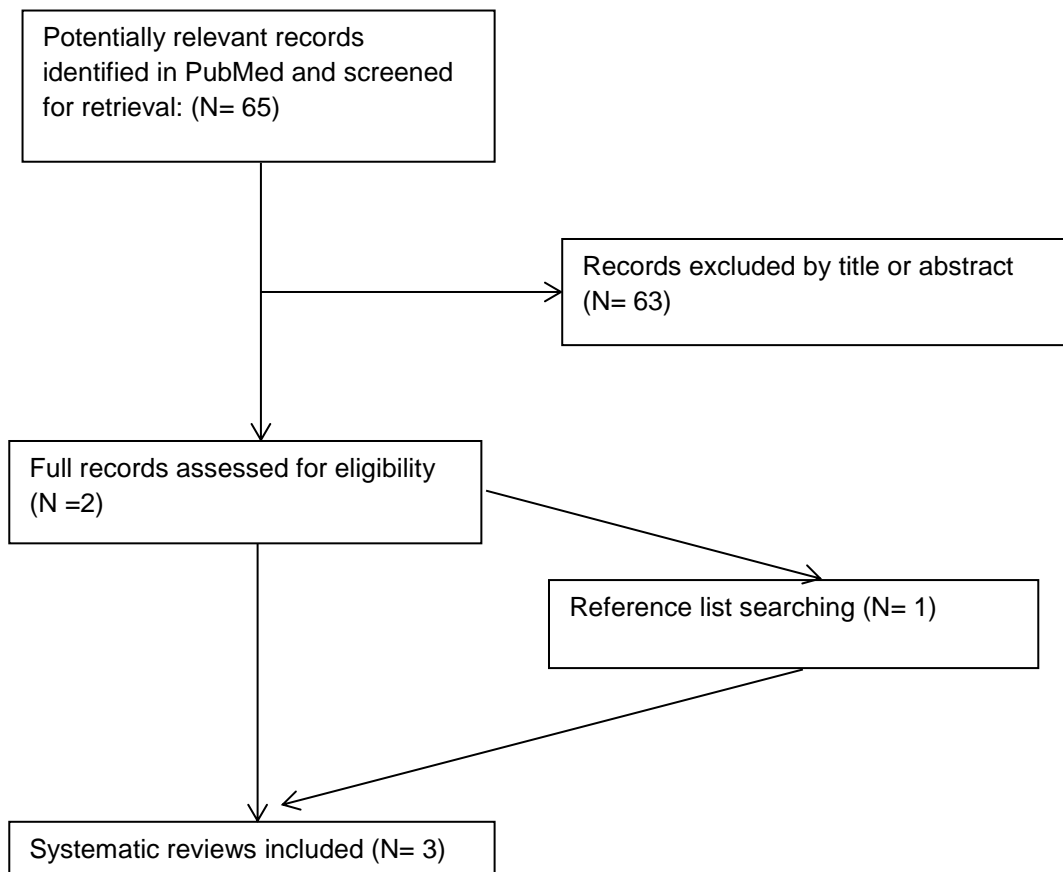 Potentially relevant records
identified in PubMed and screened
for retrieval: (N= 65)
Records excluded by title or abstract
(N= 63)
Full records assessed for eligibility
(N =2)
Reference list searching (N= 1)
Systematic reviews included (N= 3)